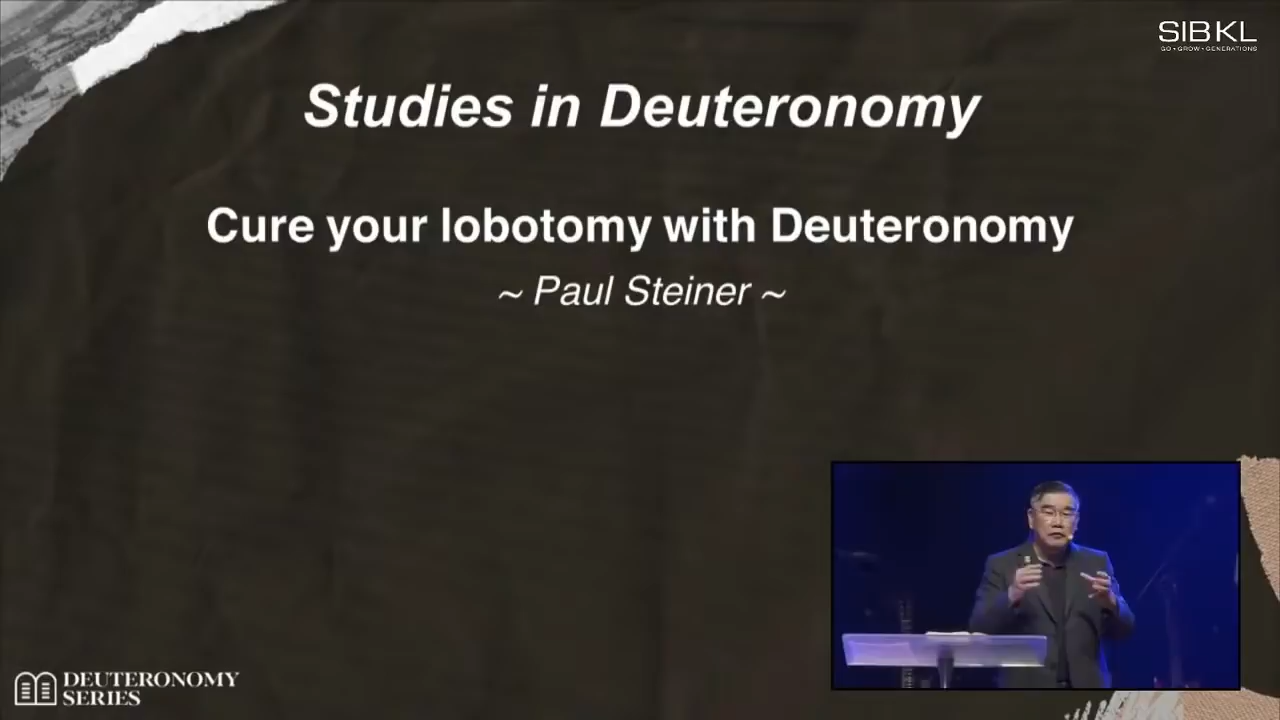 SIBKL
GO • GROW • GENERATIONS
Studies in Deuteronomy
Cure your lobotomy with Deuteronomy
~ Paul Steiner ~
DEUTERONOMY
SERIES